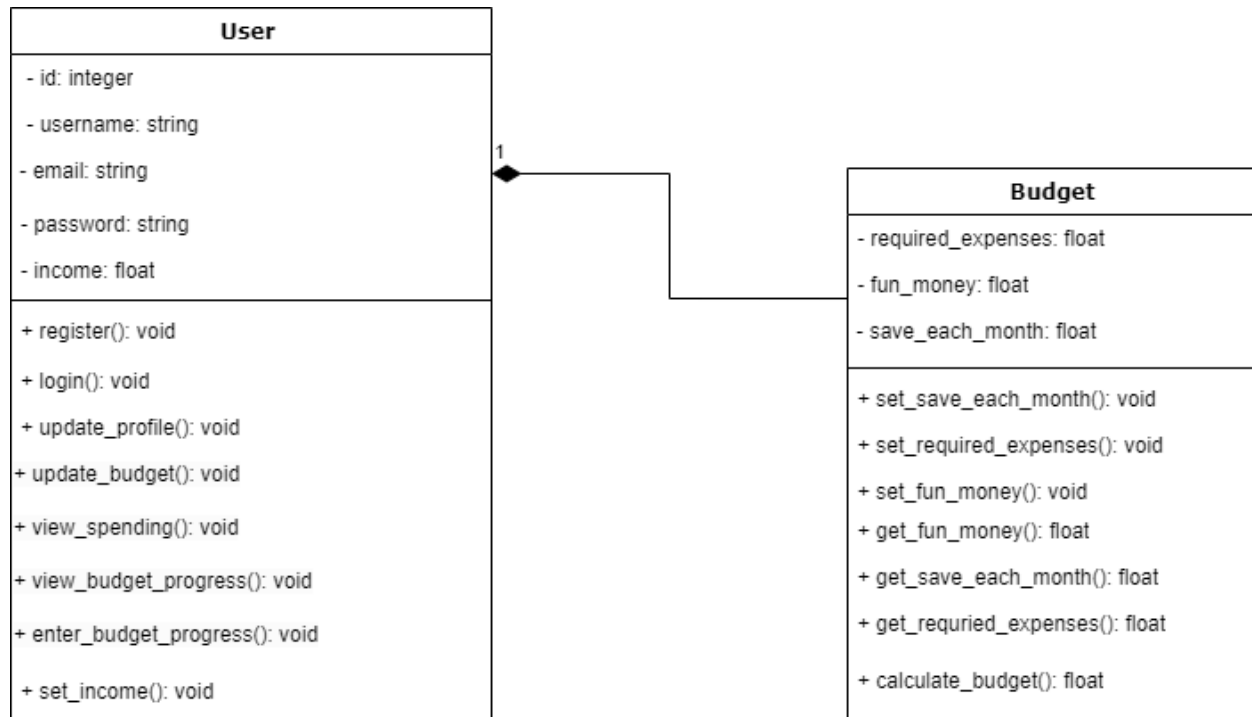 User
- id: integer
- username: string
- email: string
- password: string
- income: float
+ register(): void
+ login(): void
+ update_profile(): void
+ update_budget(): void
+ view_spending(): void
+ view_budget_progress(): void
+ enter_budget_progress(): void
+ set_income(): void
1
Budget
- required_expenses: float
- fun_money: float
- save_each_month: float
+ set_save_each_month(): void
+ set_required_expenses(): void
+ set_fun_money(): void
+ get_fun_money(): float
+ get_save_each_month(): float
+ get_requried_expenses(): float
+ calculate_budget(): float